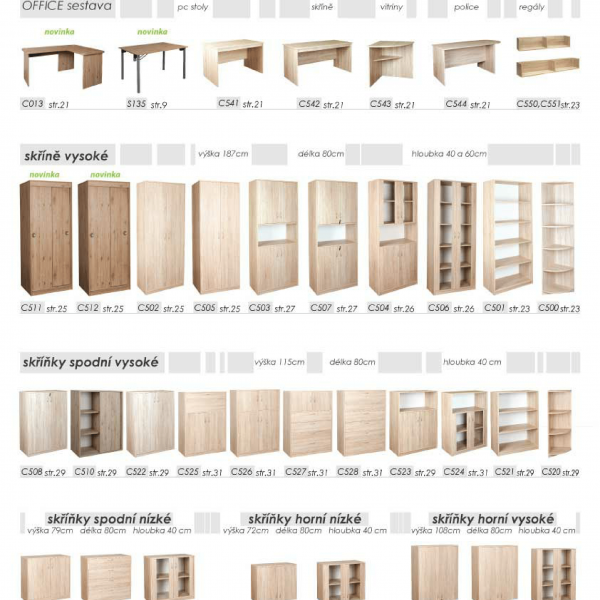 OFFICE sestava pc stoly skříně vitríny police regály
novinka novinka
C013 str.21 S135 str.9 C541 str.21 C542 str.21 C543 str.21 C544 str.21 C550,C551 str.23
skříně vysoké výška 187cm délka 80cm hloubka 40 a 60cm
novinka novinka
C511 str.25 C512 str.25 C502 str.25 C505 str.25 C503 str.27 C507 str.27 C504 str.26 C506 str.26 C501 str.23 C500 str.23
skříňky spodní vysoké výška 115cm délka 80cm hloubka 40 cm
C508 str.29 C510 str.29 C522 str.29 C525 str.31 C526 str.31 C527 str.31 C528 str.31 C523 str.29 C524 str.31 C521 str.29 C520 str.29
skříňky spodní nízké skříňky horní nízké skříňky horní vysoké
výška 79cm délka 80cm hloubka 40 cm výška 72cm délka 80cm hloubka 40 cm výška 108cm délka 80cm hloubka 40 cm